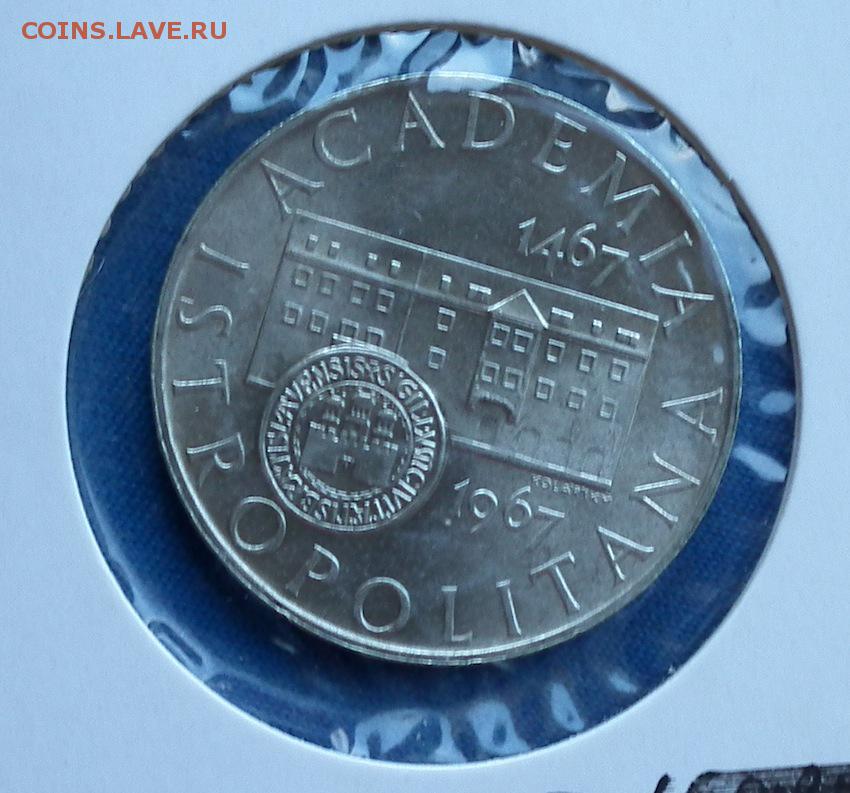 COINS.LAVE.RU
ACADEMIA
ISTROPOLITANA
1467
1967